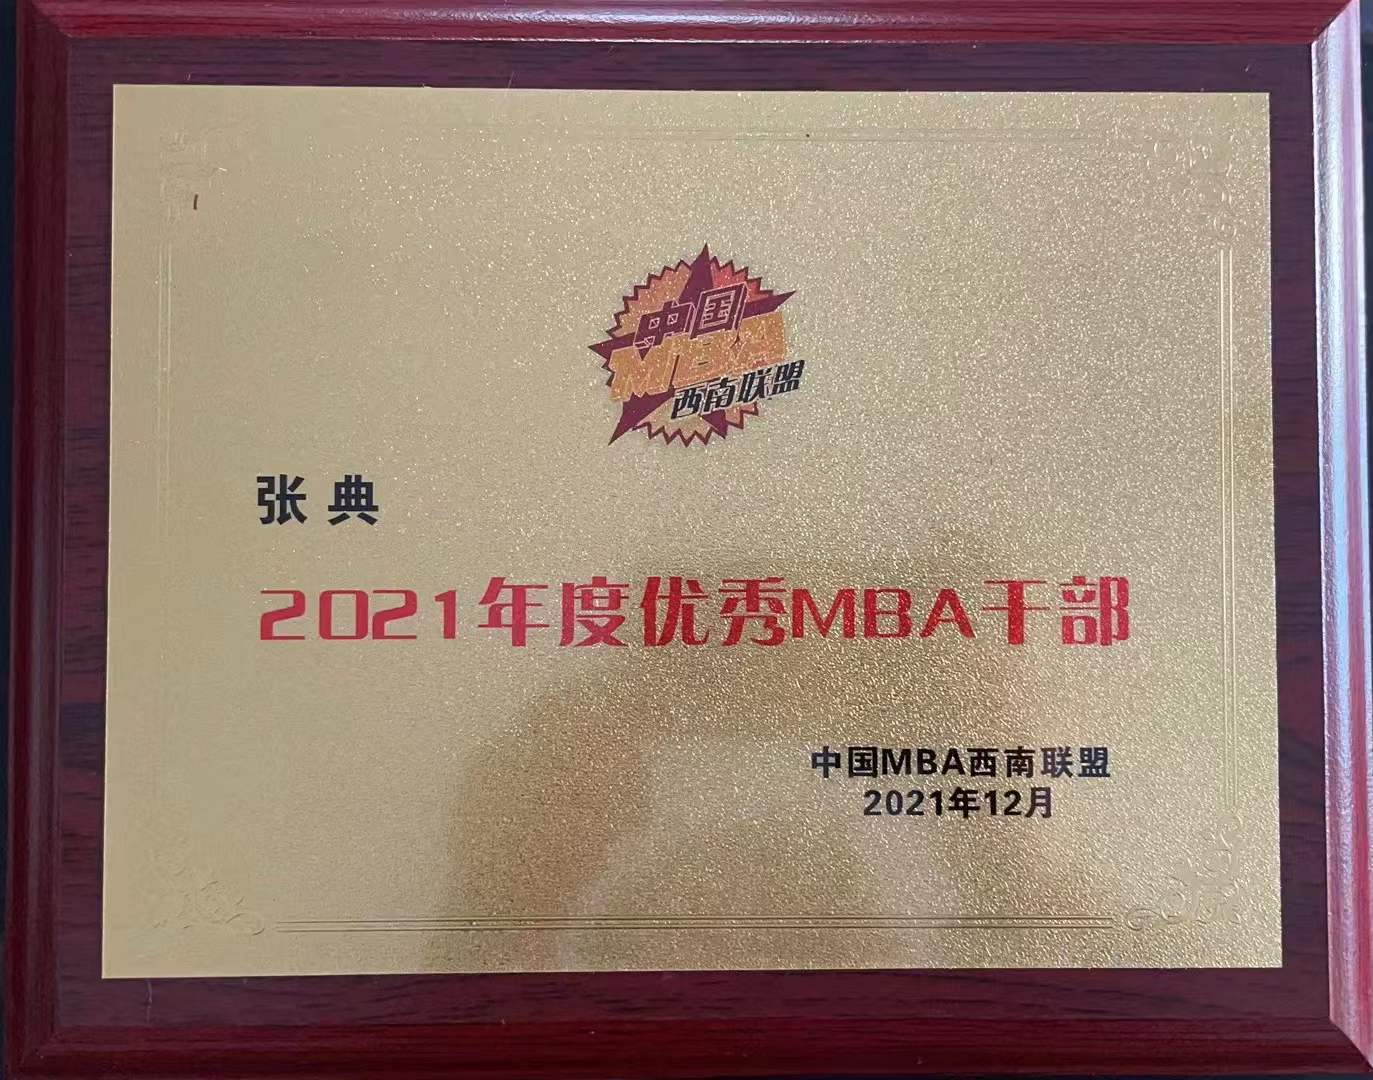 中国
MBA
西南联盟
张典
2021年度优秀MBA干部
中国MBA西南联盟
2021年12月